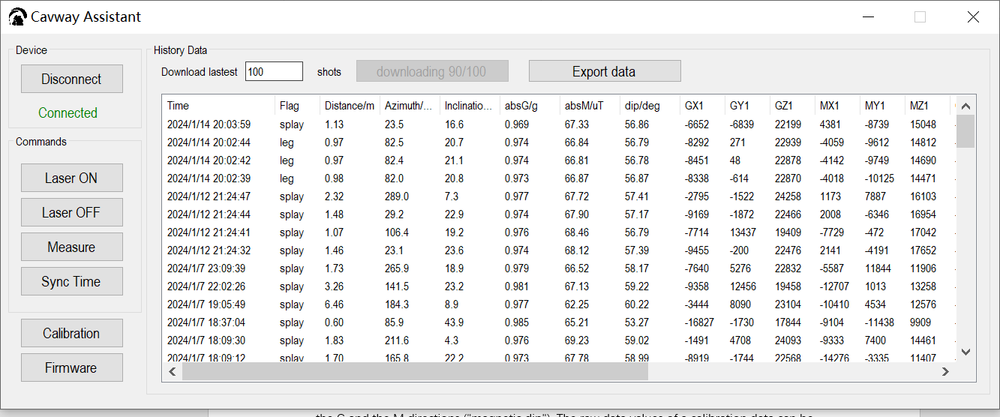 Cavway Assistant
Device
Disconnect
Connected
Commands
Laser ON
Laser OFF
Measure
Sync Time
Calibration
Firmware
History Data
Download lastest 100 shots downloading 90/100 Export data
Time Flag Distance/m Azimuth/... Inclinatio... absG/g absM/uT dip/deg GX1 GY1 GZ1 MX1 MY1 MZ1
2024/1/14 20:03:59 splay 1.13 23.5 16.6 0.969 67.33 56.86 -6652 -6839 22199 4381 -8739 15048
2024/1/14 20:02:44 leg 0.97 82.5 20.7 0.974 66.84 56.79 -8292 271 22939 -4059 -9612 14812
2024/1/14 20:02:42 leg 0.97 82.4 21.1 0.974 66.81 56.78 -8451 48 22878 -4142 -9749 14690
2024/1/14 20:02:39 leg 0.98 82.0 20.8 0.973 66.87 56.87 -8338 -614 22870 -4018 -10125 14471
2024/1/12 21:24:47 splay 2.32 289.0 7.3 0.977 67.72 57.41 -2795 -1522 24258 1173 7887 16103
2024/1/12 21:24:44 splay 1.48 29.2 22.9 0.974 67.90 57.17 -9169 -1872 22466 2008 -6346 16954
2024/1/12 21:24:41 splay 1.07 106.4 19.2 0.976 68.46 56.79 -7714 13437 19409 -7729 -472 17042
2024/1/12 21:24:32 splay 1.46 23.1 23.6 0.974 68.12 57.39 -9455 -200 22476 2141 -4191 17652
2024/1/7 23:09:39 splay 1.73 265.9 18.9 0.979 66.52 58.17 -7640 5276 22832 -5587 11844 11906
2024/1/7 22:02:26 splay 3.26 141.5 23.2 0.981 67.13 59.22 -9358 12456 19458 -12707 1013 13258
2024/1/7 19:05:49 splay 6.46 184.3 8.9 0.977 62.25 60.22 -3444 8090 23104 -10410 4534 12576
2024/1/7 18:37:04 splay 0.60 85.9 43.9 0.985 65.21 53.27 -16827 -1730 17844 -9104 -11438 9909
2024/1/7 18:09:30 splay 1.83 211.6 4.3 0.976 69.23 59.02 -1491 4708 24093 -9333 7400 14461
2024/1/7 18:09:12 splay 1.70 165.8 22.2 0.973 67.78 58.99 -8919 -1744 22568 -14276 -3335 11407
the G and the M directions ("magnetic dip"). The raw data values of a calibration data can be